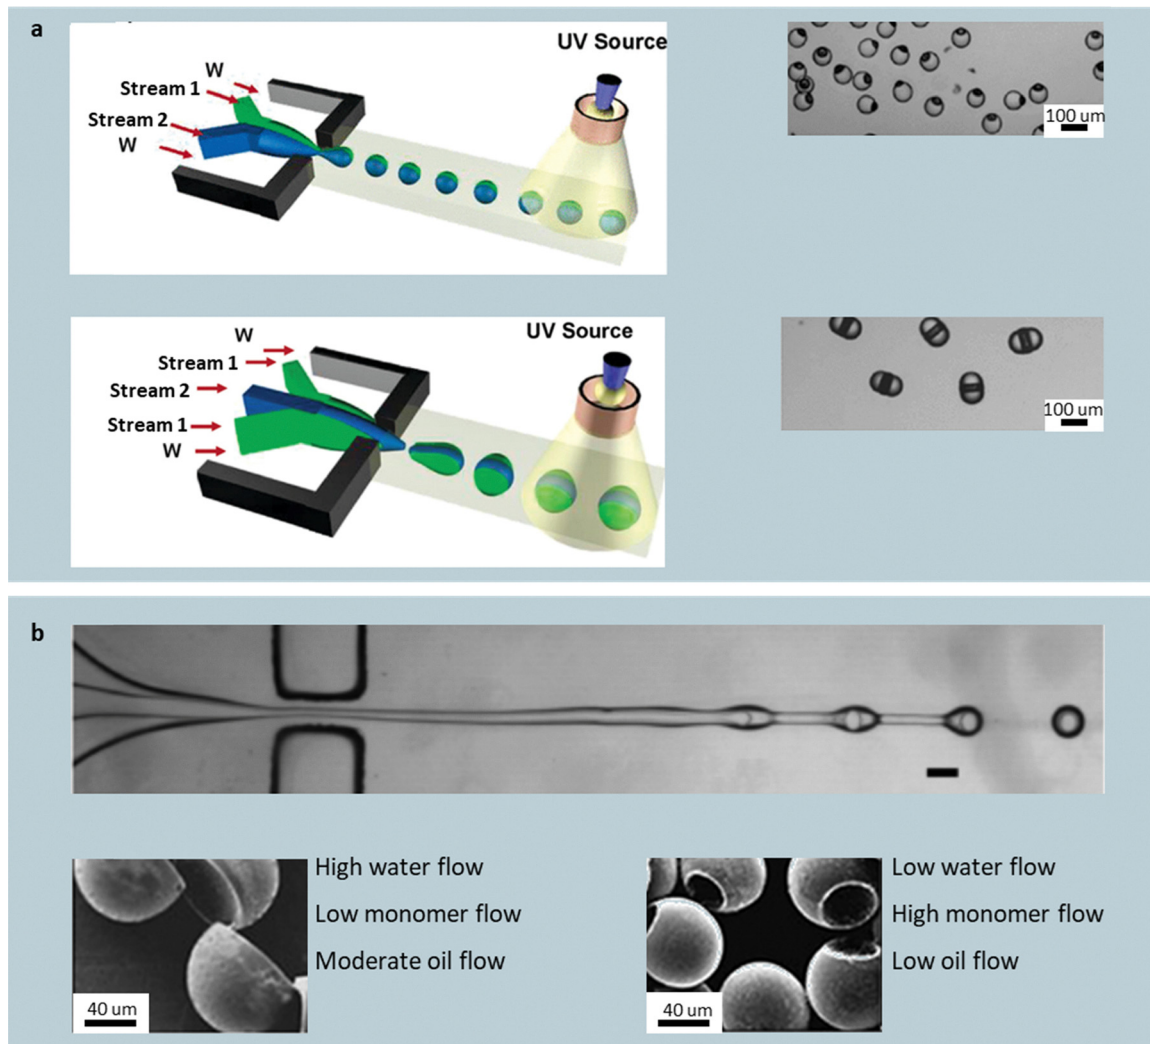 a
UV Source
W
Stream 1
Stream 2
W
100 um
UV Source
W
Stream 1
Stream 2
Stream 1
W
100 um
b
High water flow
Low monomer flow
Moderate oil flow
40 um
Low water flow
High monomer flow
Low oil flow
40 um